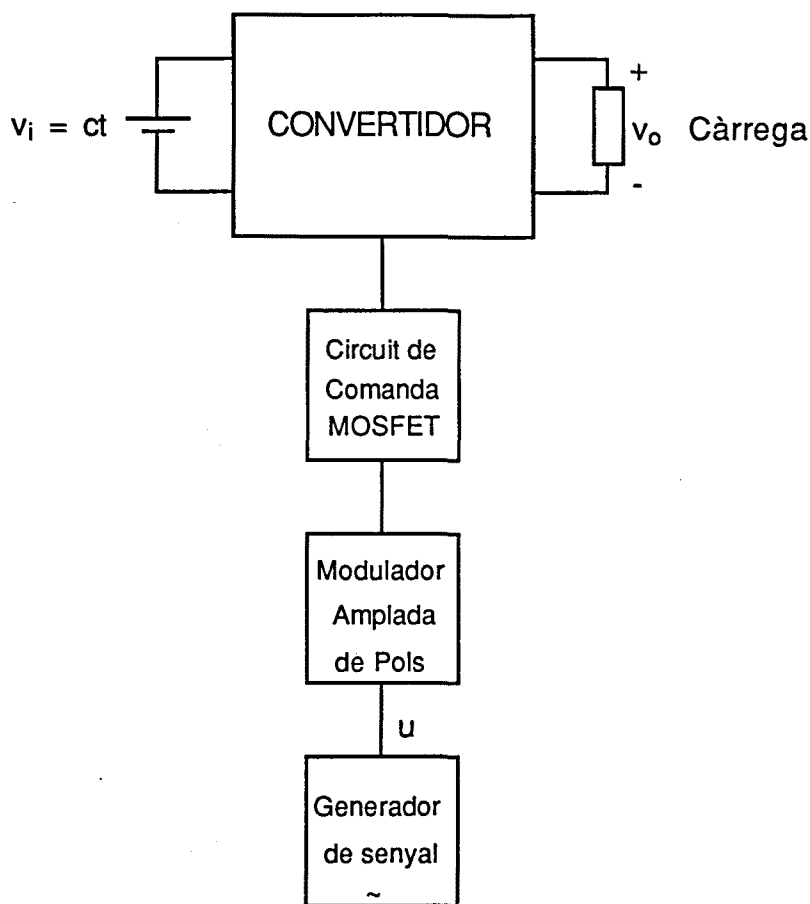 vi = ct
CONVERTIDOR
+
vo Càrrega
-
Circuit de
Comanda
MOSFET
Modulador
Amplada
de Pols
u
Generador
de senyal
~